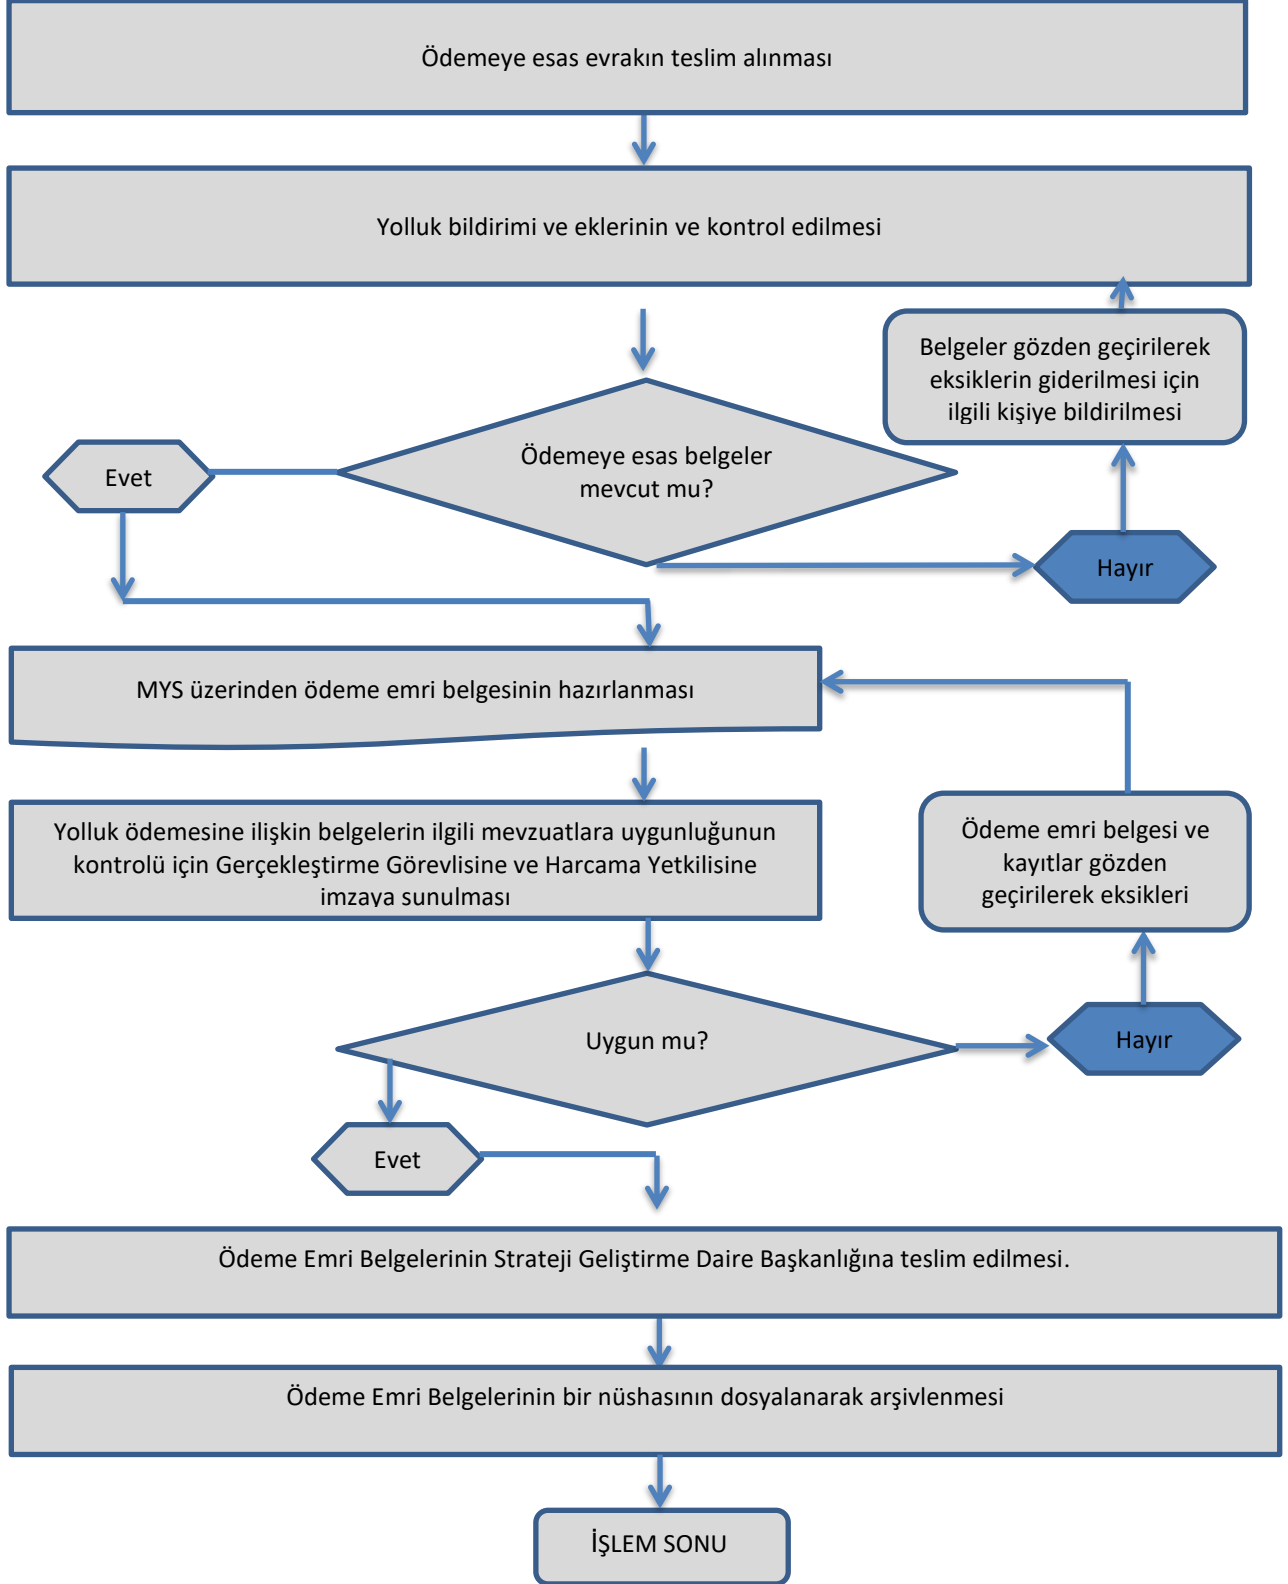 Ödemeye esas evrakın teslim alınması
Yolluk bildirimi ve eklerinin ve kontrol edilmesi
Belgeler gözden geçirilerek
eksiklerin giderilmesi için
ilgili kişiye bildirilmesi
Ödemeye esas belgeler
mevcut mu?
Evet
Hayır
MYS üzerinden ödeme emri belgesinin hazırlanması
Yolluk ödemesine ilişkin belgelerin ilgili mevzuatlara uygunluğunun
kontrolü için Gerçekleştirme Görevlisine ve Harcama Yetkilisine
imzaya sunulması
Ödeme emri belgesi ve
kayıtlar gözden
geçirilerek eksikleri
Uygun mu?
Hayır
Evet
Ödeme Emri Belgelerinin Strateji Geliştirme Daire Başkanlığına teslim edilmesi.
Ödeme Emri Belgelerinin bir nüshasının dosyalanarak arşivlenmesi
İŞLEM SONU